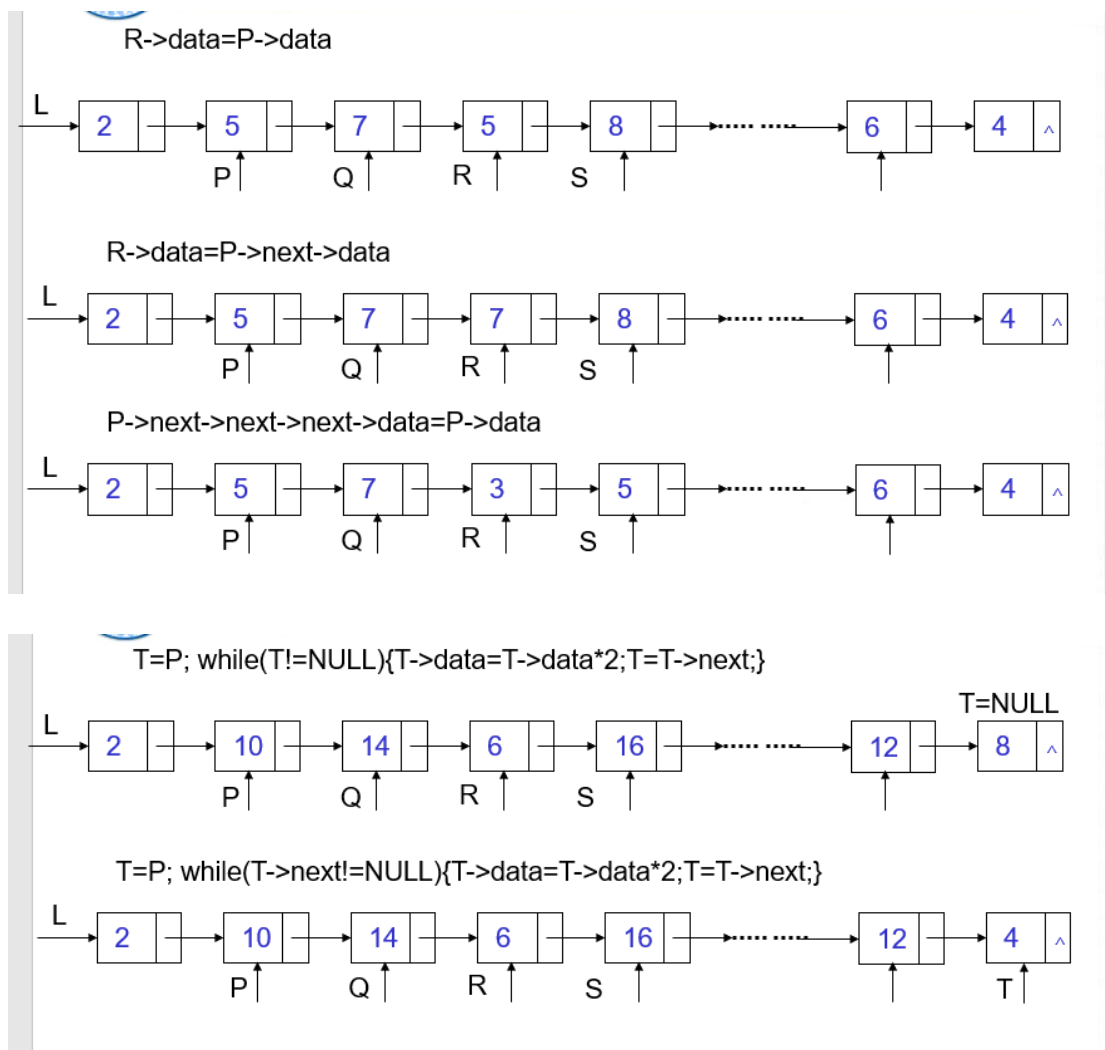 R->data=P->data
L
2 5 7 5 8 ········ 6 4 ^
P Q R S
R->data=P->next->data
L
2 5 7 7 8 ········ 6 4 ^
P Q R S
P->next->next->next->data=P->data
L
2 5 7 3 5 ········ 6 4 ^
P Q R S
T=P; while(T!=NULL){T->data=T->data*2;T=T->next;}
T=NULL
L
2 10 14 6 16 ········ 12 8 ^
P Q R S
T=P; while(T->next!=NULL){T->data=T->data*2;T=T->next;}
L
2 10 14 6 16 ········ 12 4 ^
P Q R S T